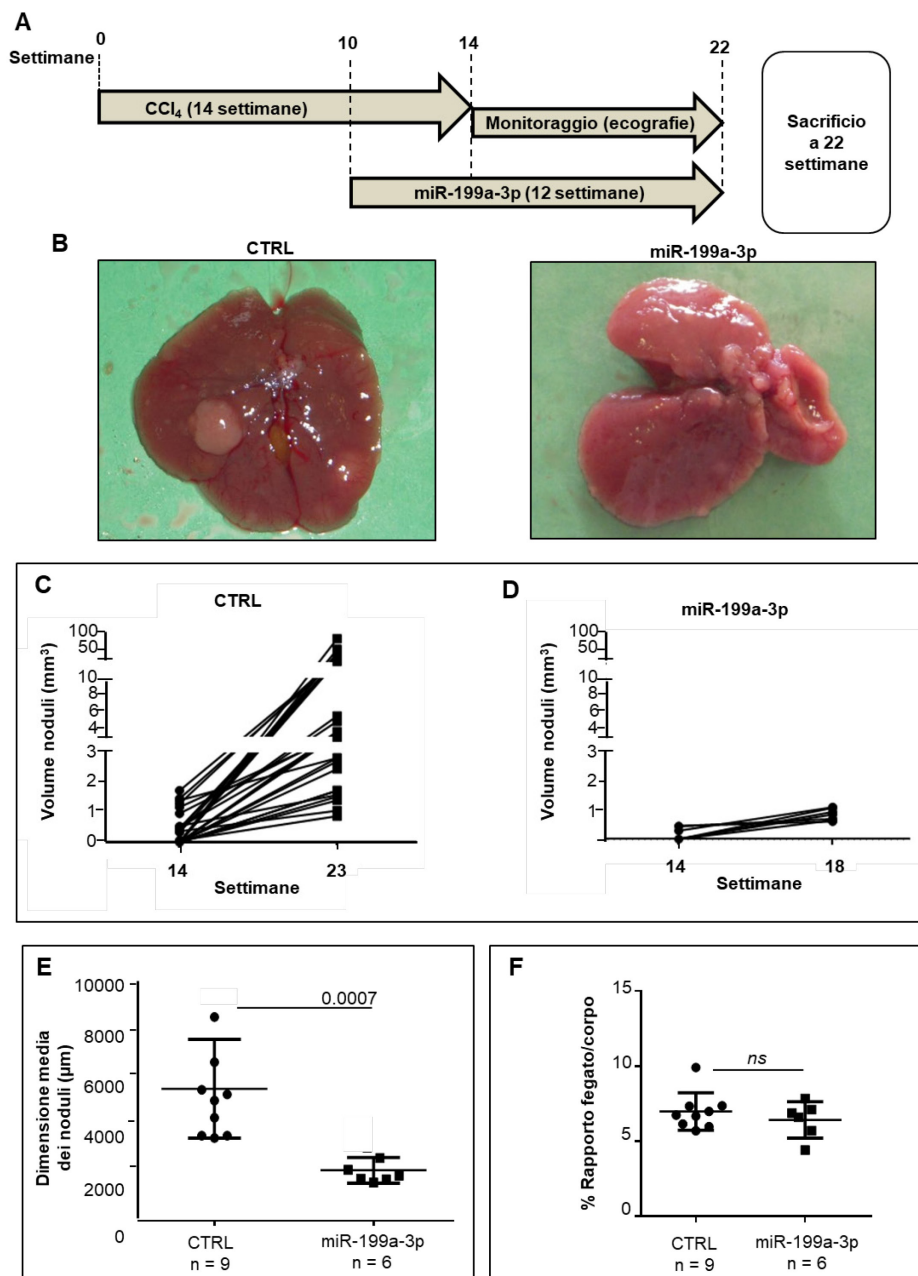 A
Settimane
0
10
14
22
CCl₄ (14 settimane)
Monitoraggio (ecografie)
miR-199a-3p (12 settimane)
Sacrificio
a 22
settimane
B
CTRL
miR-199a-3p
C
CTRL
Volume noduli (mm³)
100
50
10
8
6
4
2
3
2
1
0
14
23
Settimane
D
miR-199a-3p
Volume noduli (mm³)
100
50
10
8
6
4
2
3
2
1
14
18
Settimane
E
Dimensione media
dei noduli (µm)
10000
8000
6000
4000
2000
0
0.0007
CTRL
n = 9
miR-199a-3p
n = 6
F
% Rapporto fegato/corpo
15
10
5
0
ns
CTRL
n = 9
miR-199a-3p
n = 6